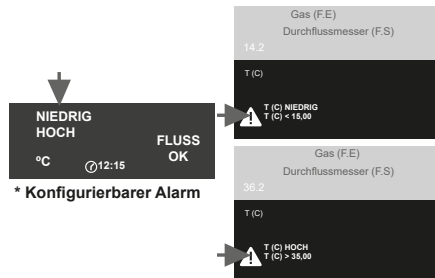 NIEDRIG
HOCH
FLUSS
OK
ºC
12:15
* Konfigurierbarer Alarm
Gas (F.E)
Durchflussmesser (F.S)
14.2
T (C)
T (C) NIEDRIG
T (C) < 15,00
Gas (F.E)
Durchflussmesser (F.S)
36.2
T (C)
T (C) HOCH
T (C) > 35,00